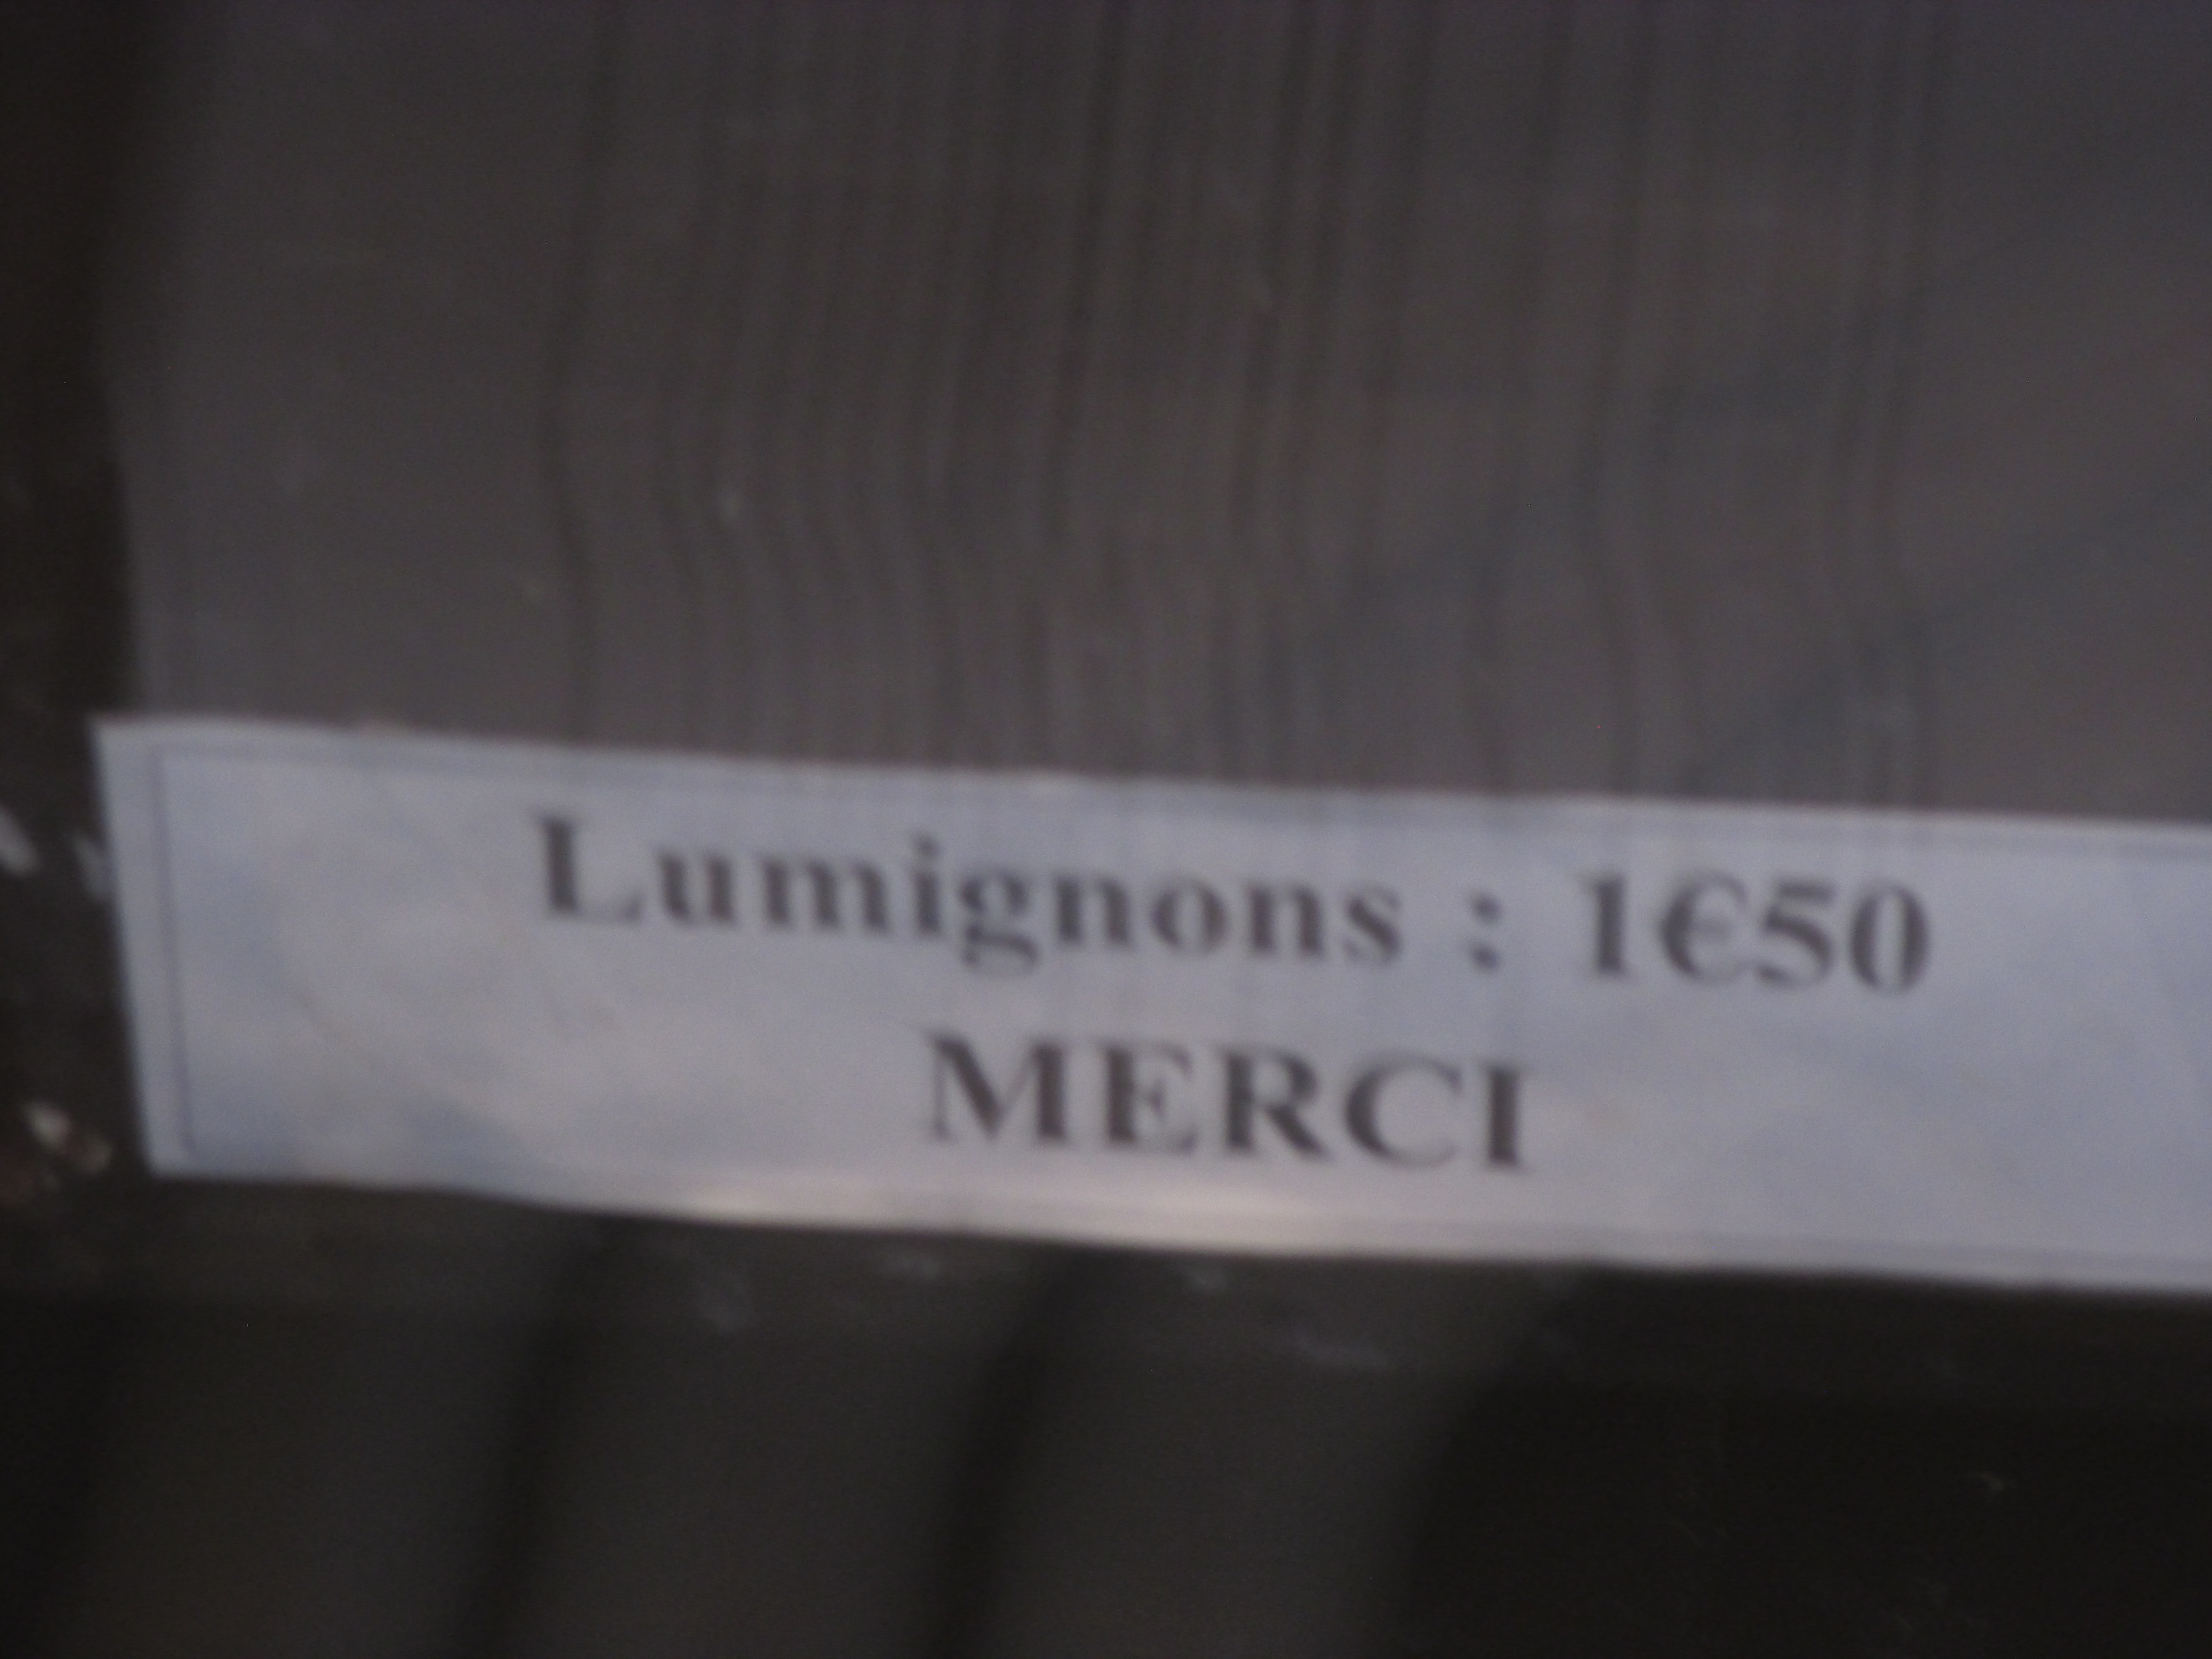 Lumignons : 1€50
MERCI